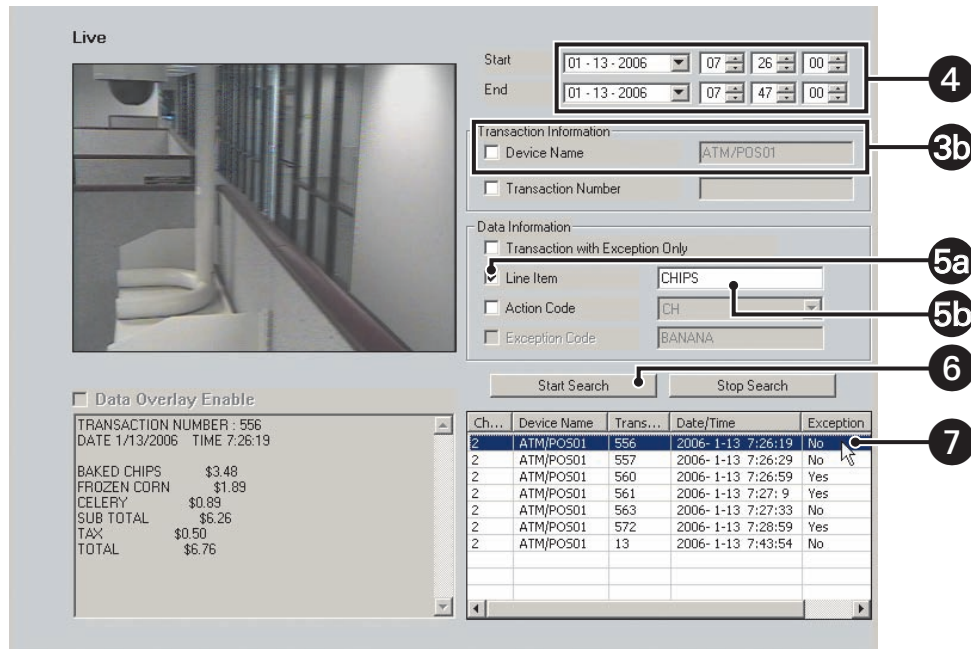 Live
Start 01 - 13 - 2006 07 26 00
End 01 - 13 - 2006 07 47 00
4
Transaction Information
Device Name ATM/POS01
3b
Transaction Number
Data Information
Transaction with Exception Only
5a
Line Item CHIPS
Action Code CH
5b
Exception Code BANANA
6
Start Search Stop Search
Data Overlay Enable
TRANSACTION NUMBER : 556
DATE 1/13/2006 TIME 7:26:19
BAKED CHIPS $3.48
FROZEN CORN $1.89
CELERY $0.89
SUB TOTAL $6.26
TAX $0.50
TOTAL $6.76
Ch... Device Name Trans... Date/Time Exception
2 ATM/POS01 556 2006- 1-13 7:26:19 No
7
2 ATM/POS01 557 2006- 1-13 7:26:29 No
2 ATM/POS01 560 2006- 1-13 7:26:59 Yes
2 ATM/POS01 561 2006- 1-13 7:27: 9 Yes
2 ATM/POS01 563 2006- 1-13 7:27:33 No
2 ATM/POS01 572 2006- 1-13 7:28:59 Yes
2 ATM/POS01 13 2006- 1-13 7:43:54 No